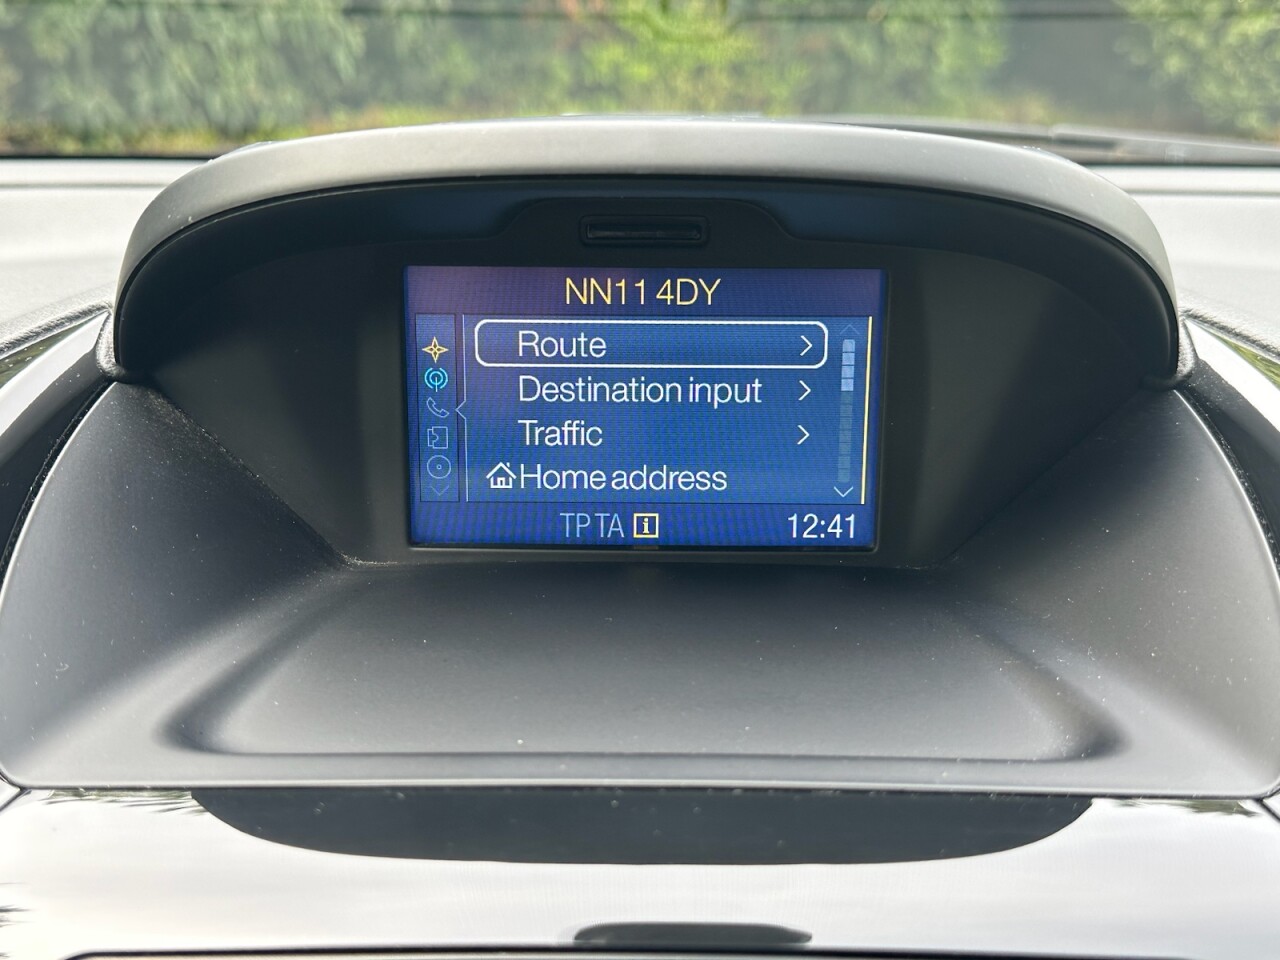 NN11 4DY
Route
Destination input
Traffic
Home address
TP TA i 12:41